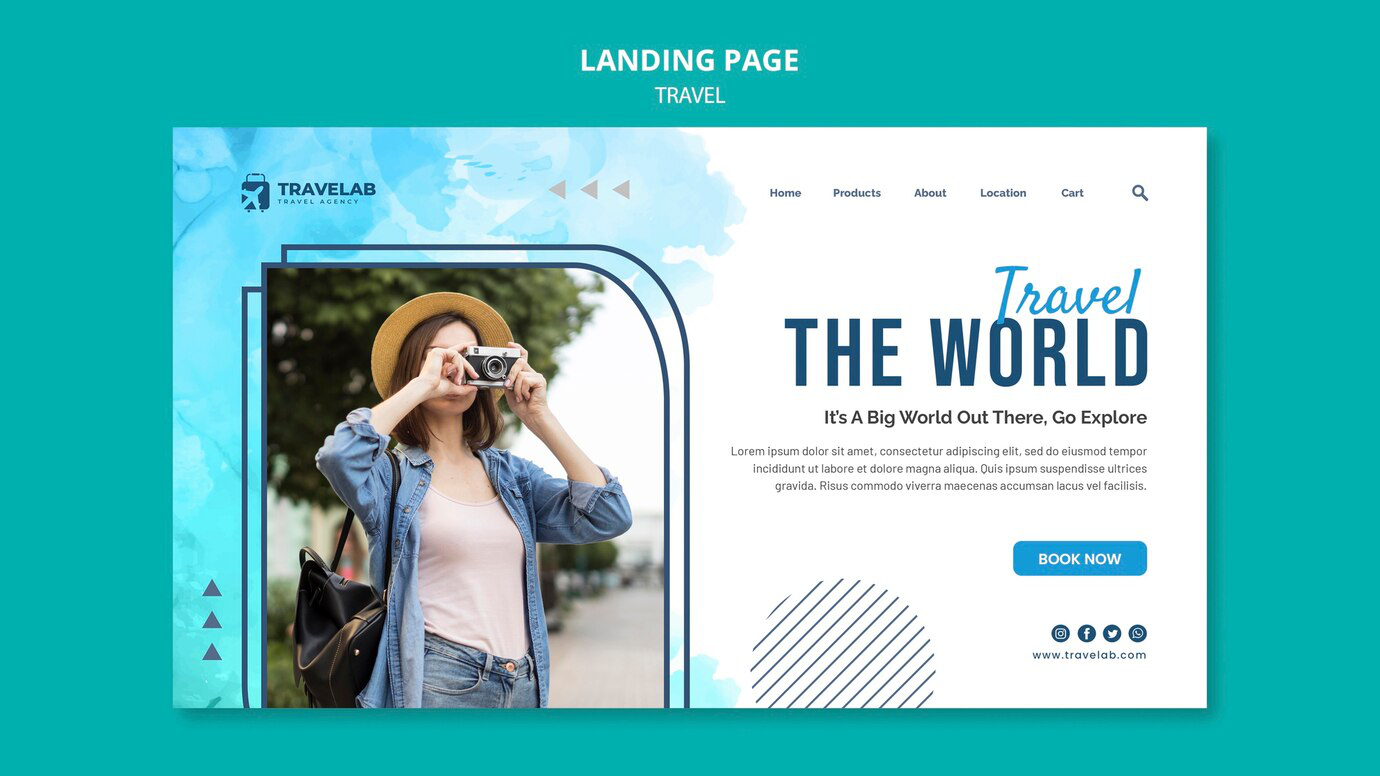 LANDING PAGE
TRAVEL
TRAVELAB
TRAVEL AGENCY
Home Products About Location Cart
Travel
THE WORLD
It's A Big World Out There, Go Explore
Lorem ipsum dolor sit amet, consectetur adipiscing elit, sed do eiusmod tempor
incididunt ut labore et dolore magna aliqua. Quis ipsum suspendisse ultrices
gravida. Risus commodo viverra maecenas accumsan lacus vel facilisis.
BOOK NOW
www.travelab.com